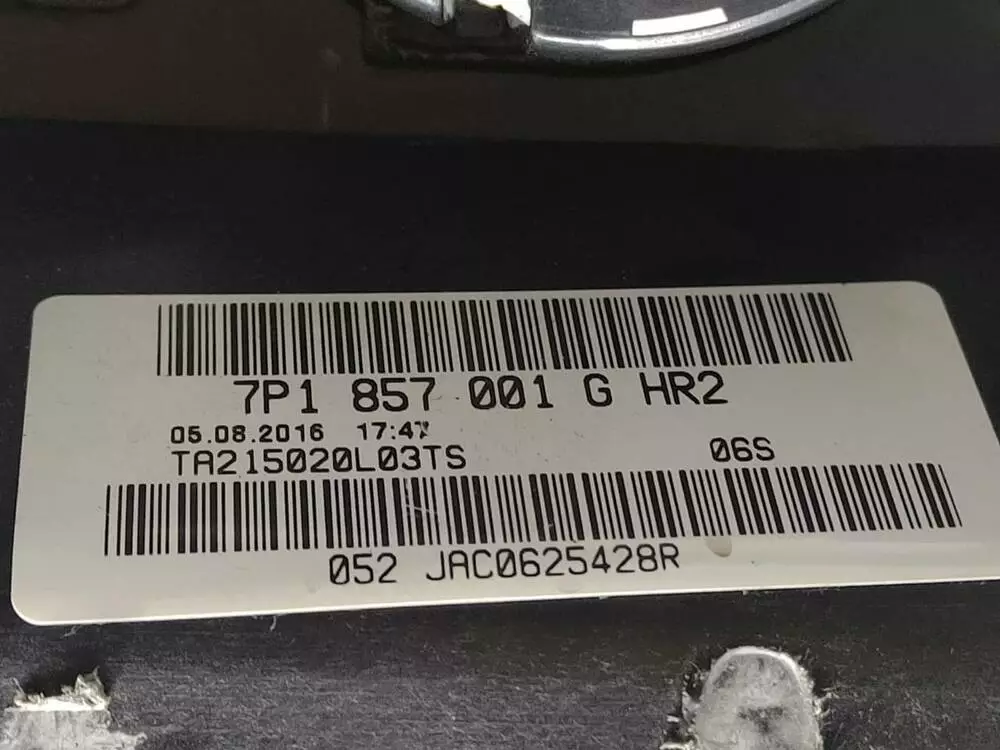 7P1 857 001 G HR2
05.08.2016 17:47
TA215020L03TS 06S
052 JAC0625428R